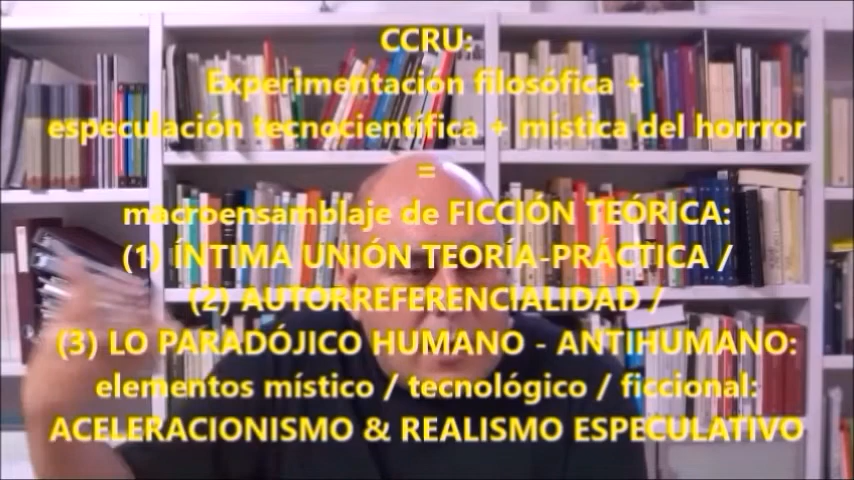 CCRU:
Experimentación filosófica +
especulación tecnocientífica + mística del horrror
=
macroensamblaje de FICCIÓN TEÓRICA:
(1) ÍNTIMA UNIÓN TEORÍA-PRÁCTICA /
(2) AUTORREFERENCIALIDAD /
(3) LO PARADÓJICO HUMANO - ANTIHUMANO:
elementos místico / tecnológico / ficcional:
ACELERACIONISMO & REALISMO ESPECULATIVO